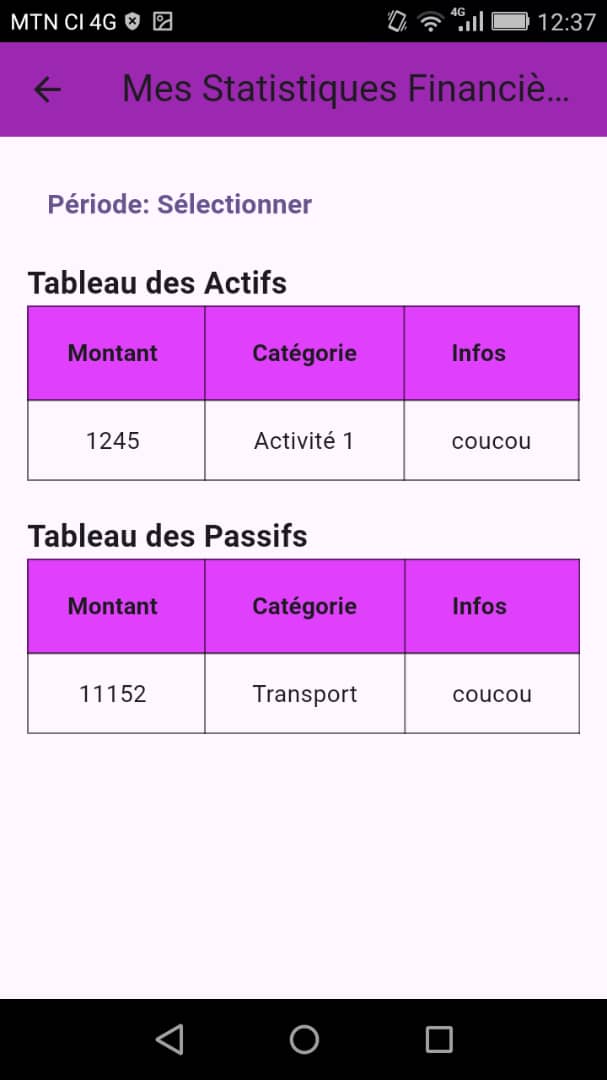 MTN CI 4G 4G 12:37
Mes Statistiques Financiè...
Période: Sélectionner
Tableau des Actifs
Montant Catégorie Infos
1245 Activité 1 coucou
Tableau des Passifs
Montant Catégorie Infos
11152 Transport coucou